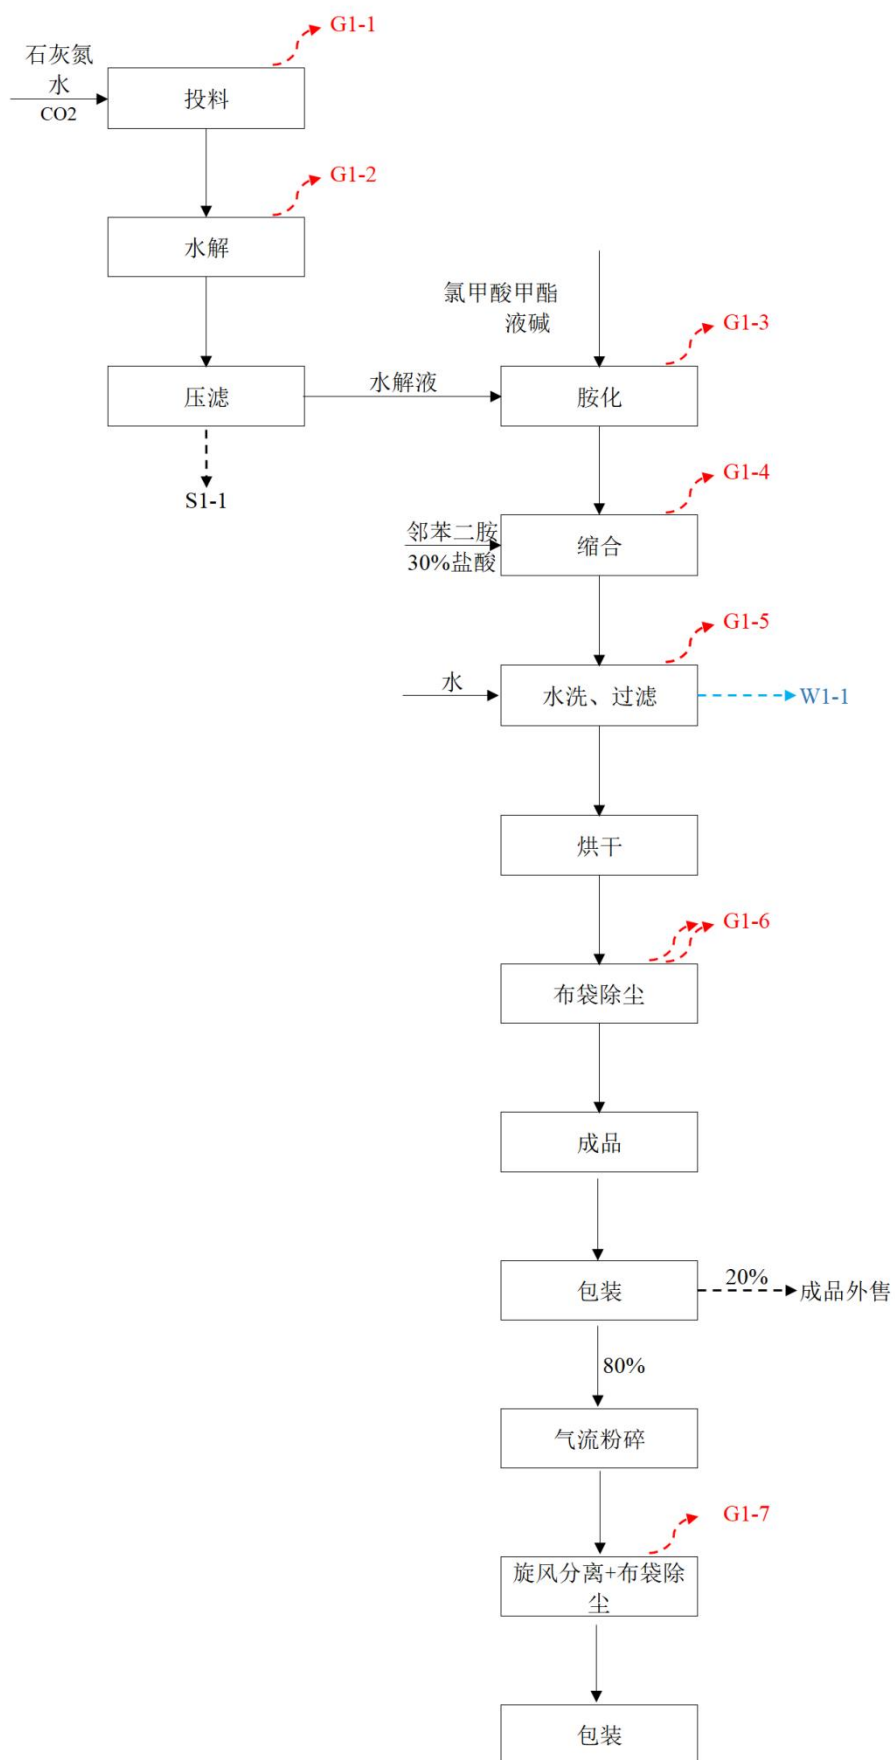 G1-1
石灰氮
水
CO2
投料
G1-2
水解
氯甲酸甲酯
液碱
G1-3
压滤
水解液
胺化
S1-1
G1-4
邻苯二胺
30%盐酸
缩合
G1-5
水
水洗、过滤
W1-1
烘干
G1-6
布袋除尘
成品
包装
20%
成品外售
80%
气流粉碎
G1-7
旋风分离+布袋除
尘
包装